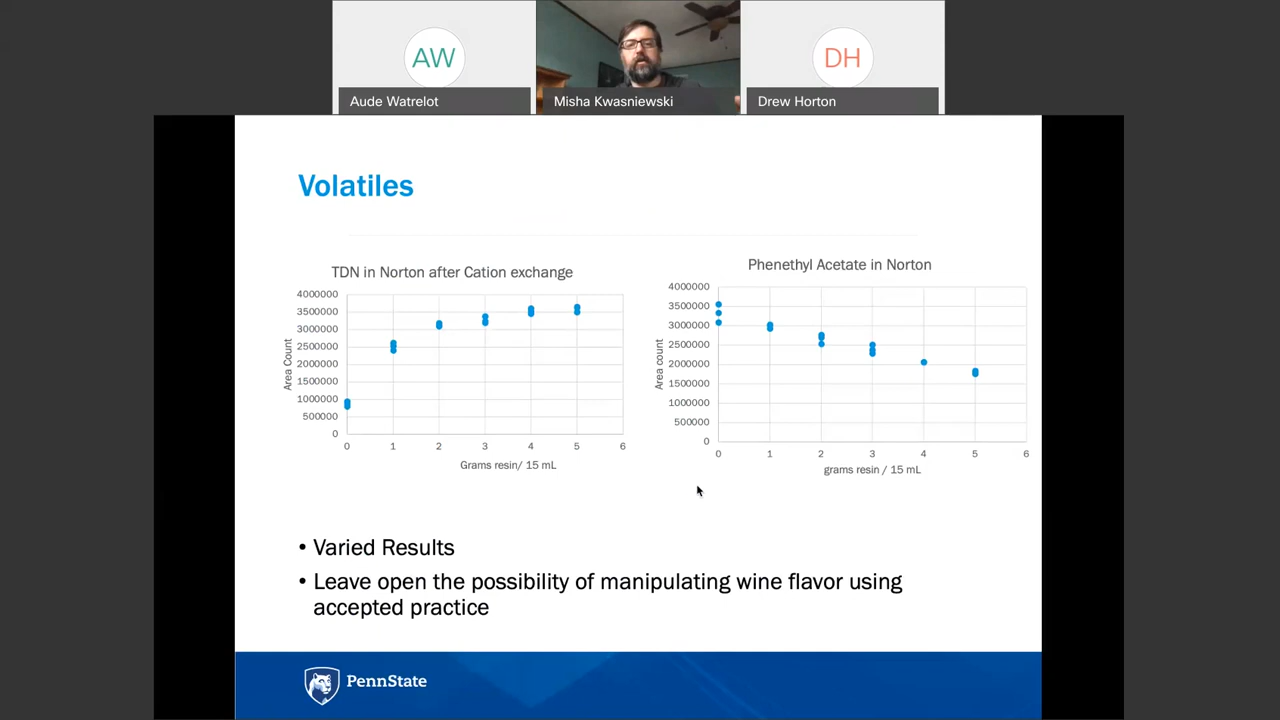 AW
DH
Aude Watrelot
Misha Kwasniewski
Drew Horton
Volatiles
TDN in Norton after Cation exchange
4000000
3500000
3000000
2500000
2000000
1500000
1000000
500000
0
Area Count
0 1 2 3 4 5 6
Grams resin/ 15 mL
Phenethyl Acetate in Norton
4000000
3500000
3000000
2500000
2000000
1500000
1000000
500000
0
Area count
0 1 2 3 4 5 6
grams resin / 15 mL
• Varied Results
• Leave open the possibility of manipulating wine flavor using
accepted practice
PennState